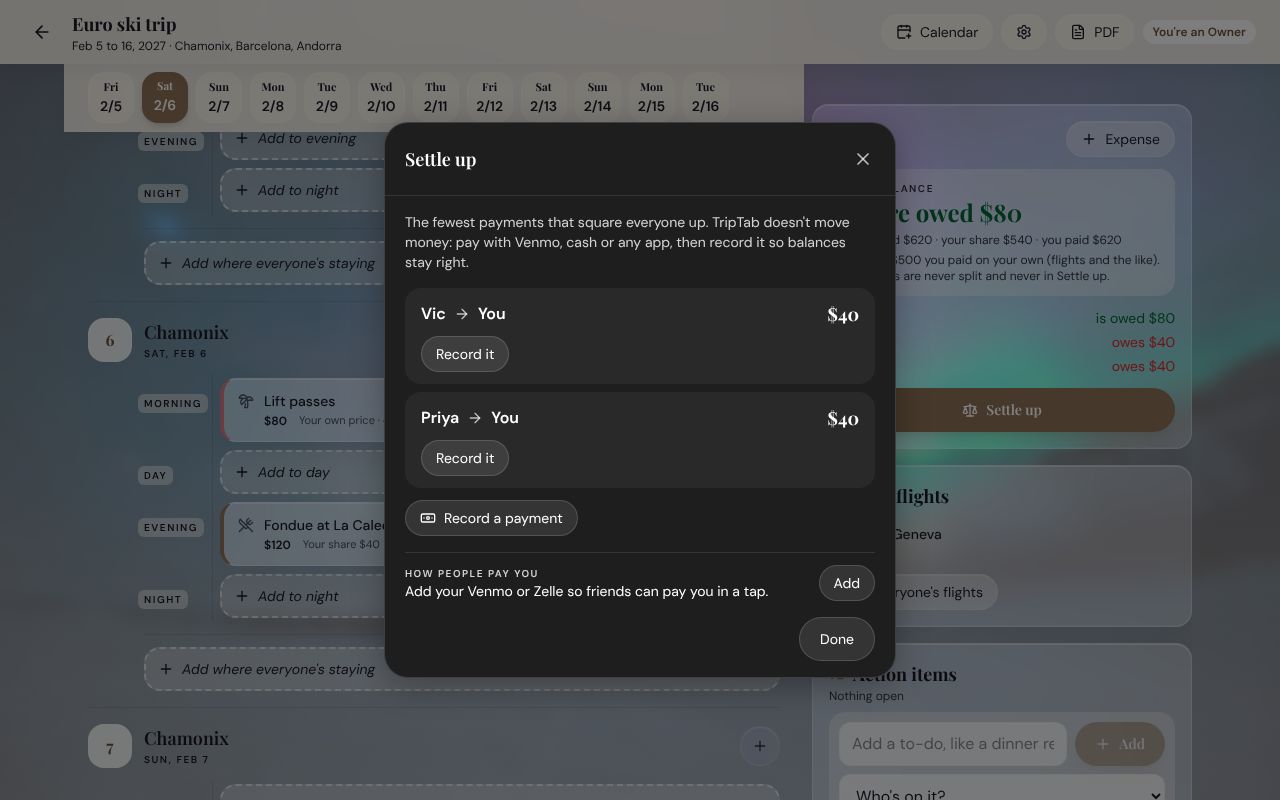 Euro ski trip
Feb 5 to 16, 2027 · Chamonix, Barcelona, Andorra
Calendar
PDF
You're an Owner
Fri 2/5
Sat 2/6
Sun 2/7
Mon 2/8
Tue 2/9
Wed 2/10
Thu 2/11
Fri 2/12
Sat 2/13
Sun 2/14
Mon 2/15
Tue 2/16
EVENING
Add to evening
NIGHT
Add to night
Add where everyone's staying
6
Chamonix
SAT, FEB 6
MORNING
Lift passes
$80 Your own price ·
DAY
Add to day
EVENING
Fondue at La Cale
$120 Your share $40
NIGHT
Add to night
Add where everyone's staying
7
Chamonix
SUN, FEB 7
Settle up
The fewest payments that square everyone up. TripTab doesn't move
money: pay with Venmo, cash or any app, then record it so balances
stay right.
Vic → You
$40
Record it
Priya → You
$40
Record it
Record a payment
HOW PEOPLE PAY YOU
Add your Venmo or Zelle so friends can pay you in a tap.
Add
Done
Expense
LANCE
re owed $80
d $620 · your share $540 · you paid $620
$500 you paid on your own (flights and the like).
s are never split and never in Settle up.
is owed $80
owes $40
owes $40
Settle up
flights
Geneva
ryone's flights
Action items
Nothing open
Add a to-do, like a dinner re
Add
Who's on it?